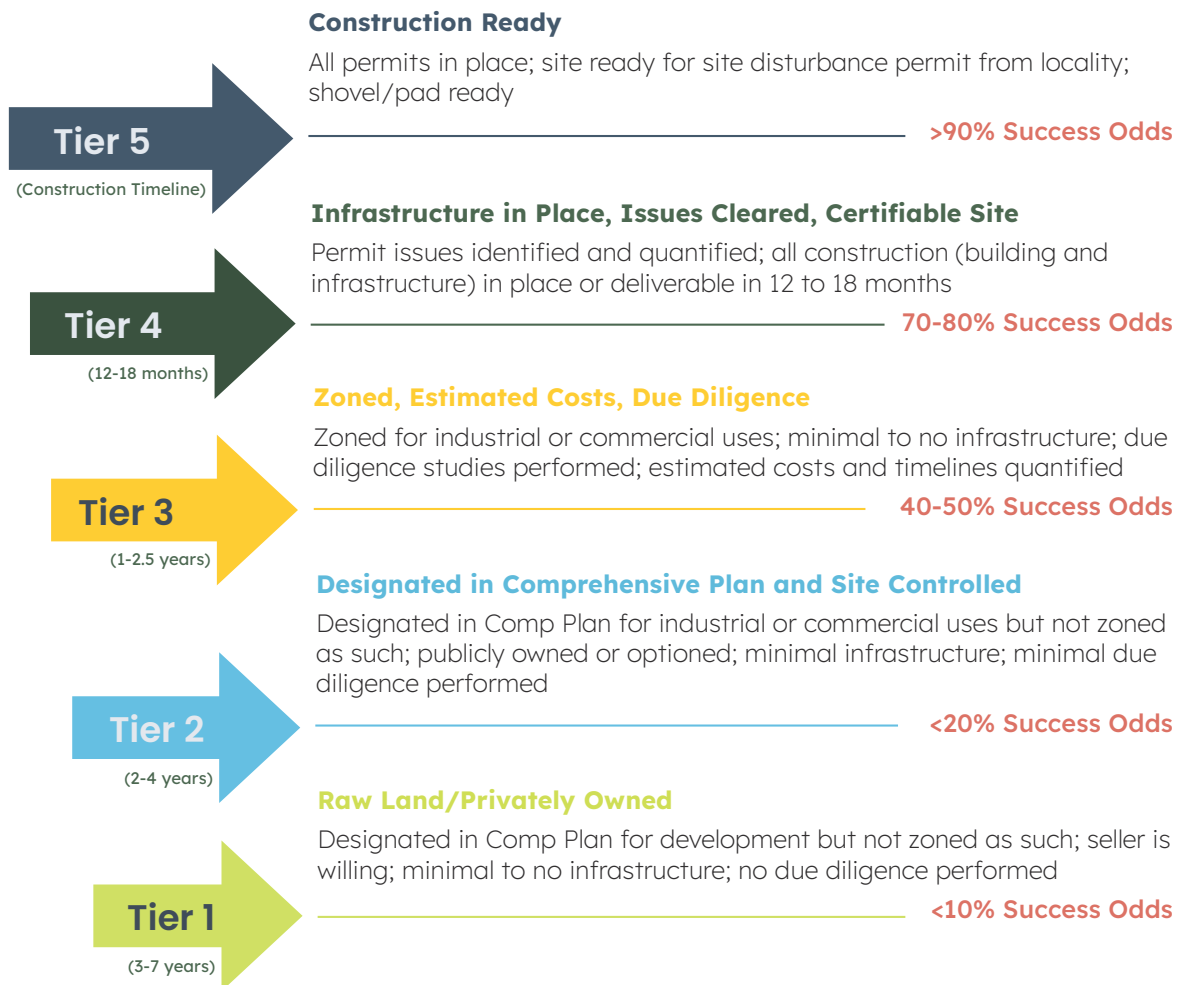 Construction Ready
All permits in place; site ready for site disturbance permit from locality;
shovel/pad ready
Tier 5
>90% Success Odds
(Construction Timeline)
Infrastructure in Place, Issues Cleared, Certifiable Site
Permit issues identified and quantified; all construction (building and
infrastructure) in place or deliverable in 12 to 18 months
Tier 4
70-80% Success Odds
(12-18 months)
Zoned, Estimated Costs, Due Diligence
Zoned for industrial or commercial uses; minimal to no infrastructure; due
diligence studies performed; estimated costs and timelines quantified
Tier 3
40-50% Success Odds
(1-2.5 years)
Designated in Comprehensive Plan and Site Controlled
Designated in Comp Plan for industrial or commercial uses but not zoned
as such; publicly owned or optioned; minimal infrastructure; minimal due
diligence performed
Tier 2
<20% Success Odds
(2-4 years)
Raw Land/Privately Owned
Designated in Comp Plan for development but not zoned as such; seller is
willing; minimal to no infrastructure; no due diligence performed
Tier 1
<10% Success Odds
(3-7 years)